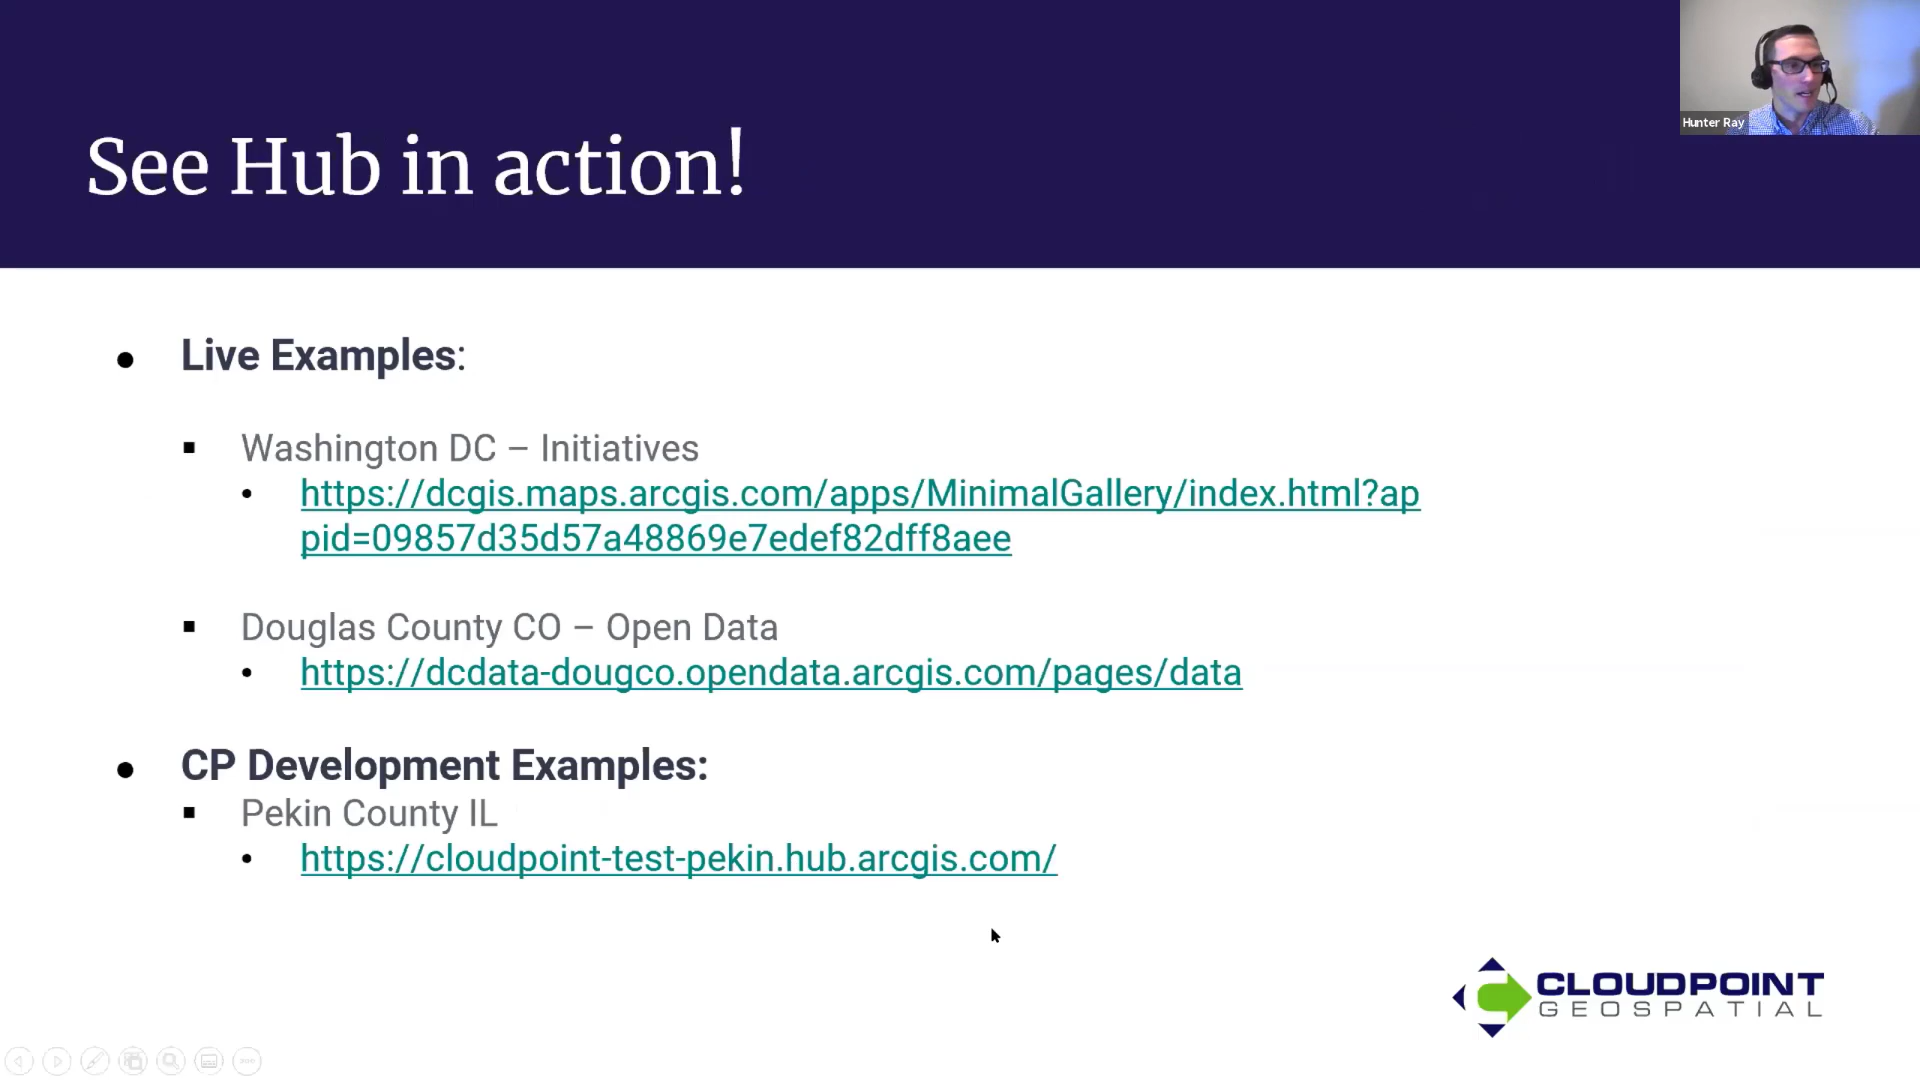 Hunter Ray
See Hub in action!
Live Examples:
Washington DC – Initiatives
https://dcgis.maps.arcgis.com/apps/MinimalGallery/index.html?ap
pid=09857d35d57a48869e7edef82dff8aee
Douglas County CO – Open Data
https://dcdata-dougco.opendata.arcgis.com/pages/data
CP Development Examples:
Pekin County IL
https://cloudpoint-test-pekin.hub.arcgis.com/
CLOUDPOINT
GEOSPATIAL